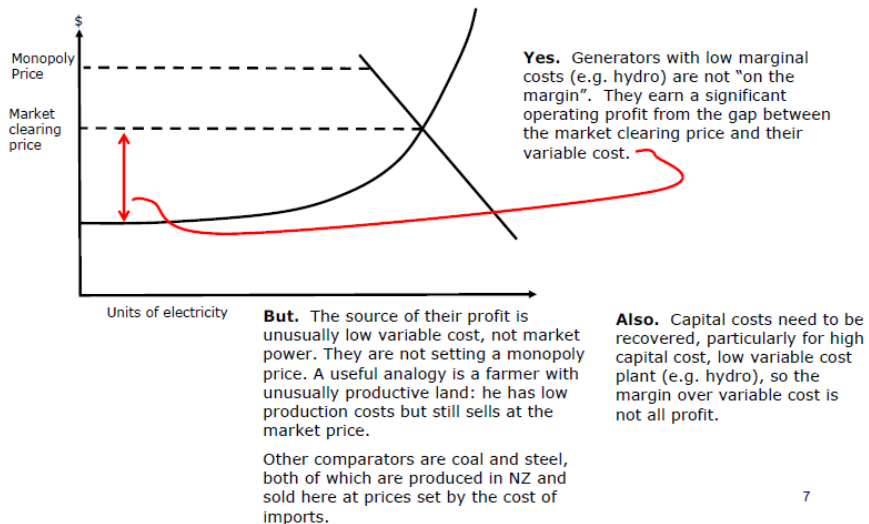 $
Monopoly
Price
Market
clearing
price
Units of electricity
Yes.  Generators with low marginal
costs (e.g. hydro) are not “on the
margin”.  They earn a significant
operating profit from the gap between
the market clearing price and their
variable cost.
But.  The source of their profit is
unusually low variable cost, not market
power. They are not setting a monopoly
price. A useful analogy is a farmer with
unusually productive land: he has low
production costs but still sells at the
market price.
Other comparators are coal and steel,
both of which are produced in NZ and
sold here at prices set by the cost of
imports.
Also.  Capital costs need to be
recovered, particularly for high
capital cost, low variable cost
plant (e.g. hydro), so the
margin over variable cost is
not all profit.
7